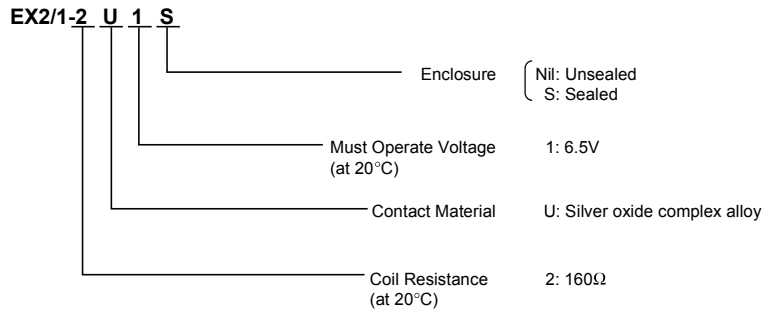 EX2/1-2 U 1 S
Enclosure Nil: Unsealed
S: Sealed
Must Operate Voltage 1: 6.5V
(at 20°C)
Contact Material U: Silver oxide complex alloy
Coil Resistance 2: 160Ω
(at 20°C)